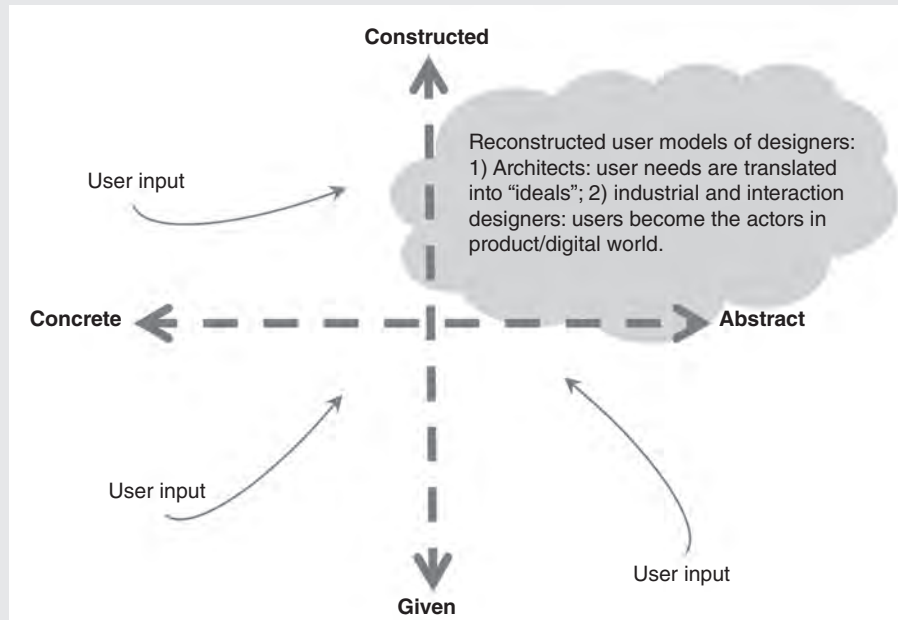 Constructed
Reconstructed user models of designers:
1) Architects: user needs are translated
into “ideals”; 2) industrial and interaction
designers: users become the actors in
product/digital world.
User input
Concrete
Abstract
User input
User input
Given